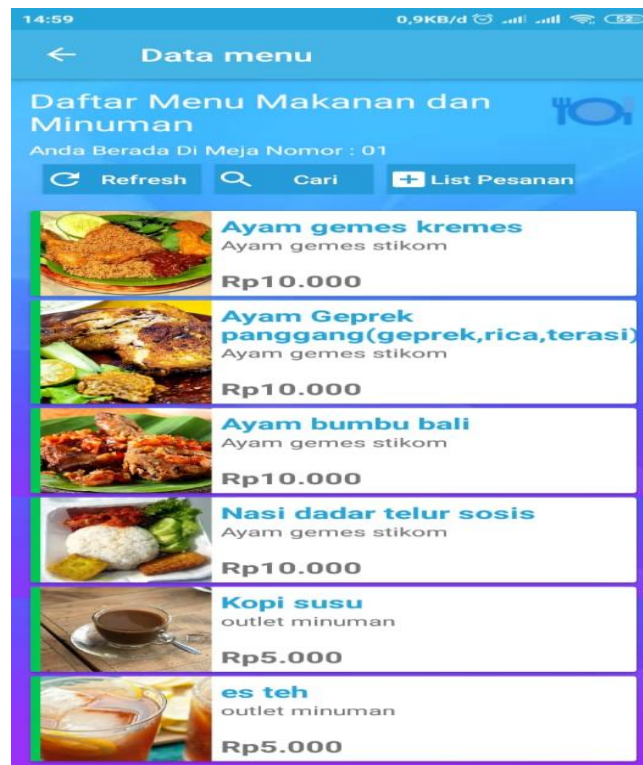 14:59 0,9KB/d 52
Data menu
Daftar Menu Makanan dan
Minuman
Anda Berada Di Meja Nomor : 01
Refresh Cari List Pesanan
Ayam gemes kremes
Ayam gemes stikom
Rp10.000
Ayam Geprek
panggang(geprek,rica,terasi)
Ayam gemes stikom
Rp10.000
Ayam bumbu bali
Ayam gemes stikom
Rp10.000
Nasi dadar telur sosis
Ayam gemes stikom
Rp10.000
Kopi susu
outlet minuman
Rp5.000
es teh
outlet minuman
Rp5.000